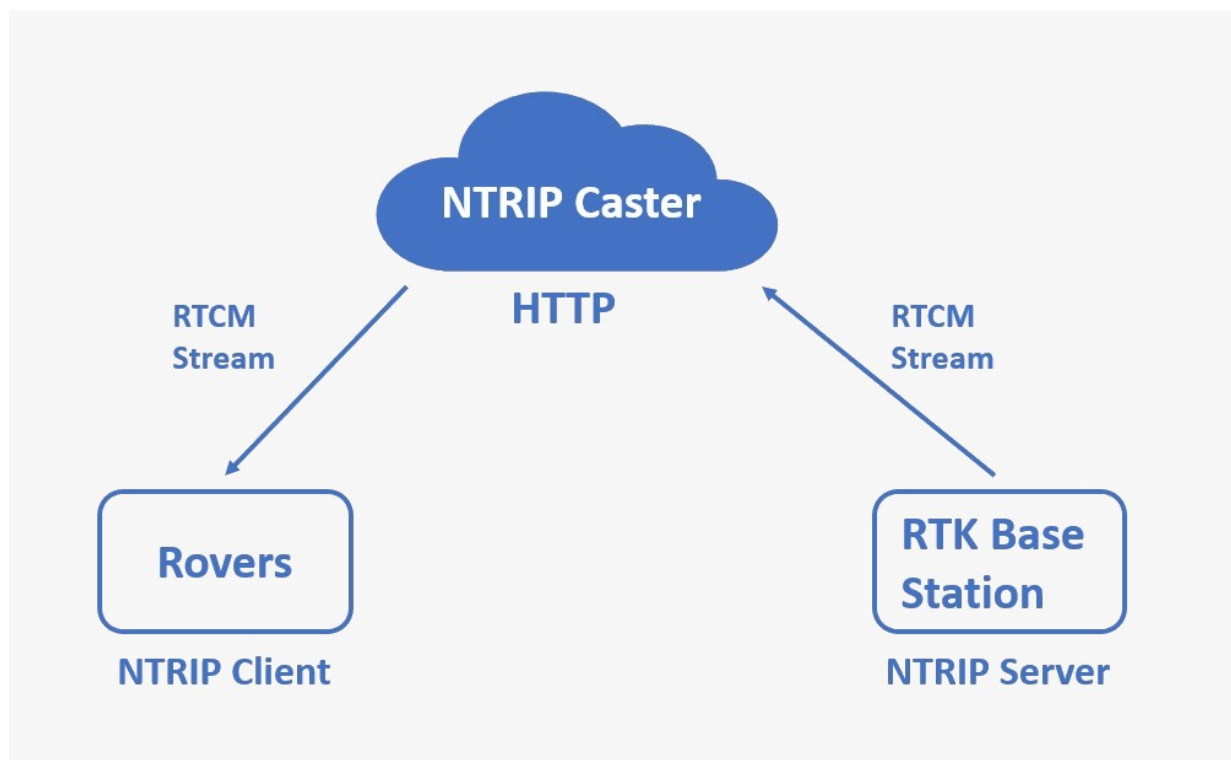 NTRIP Caster
HTTP
RTCM
Stream
RTCM
Stream
Rovers
NTRIP Client
RTK Base
Station
NTRIP Server